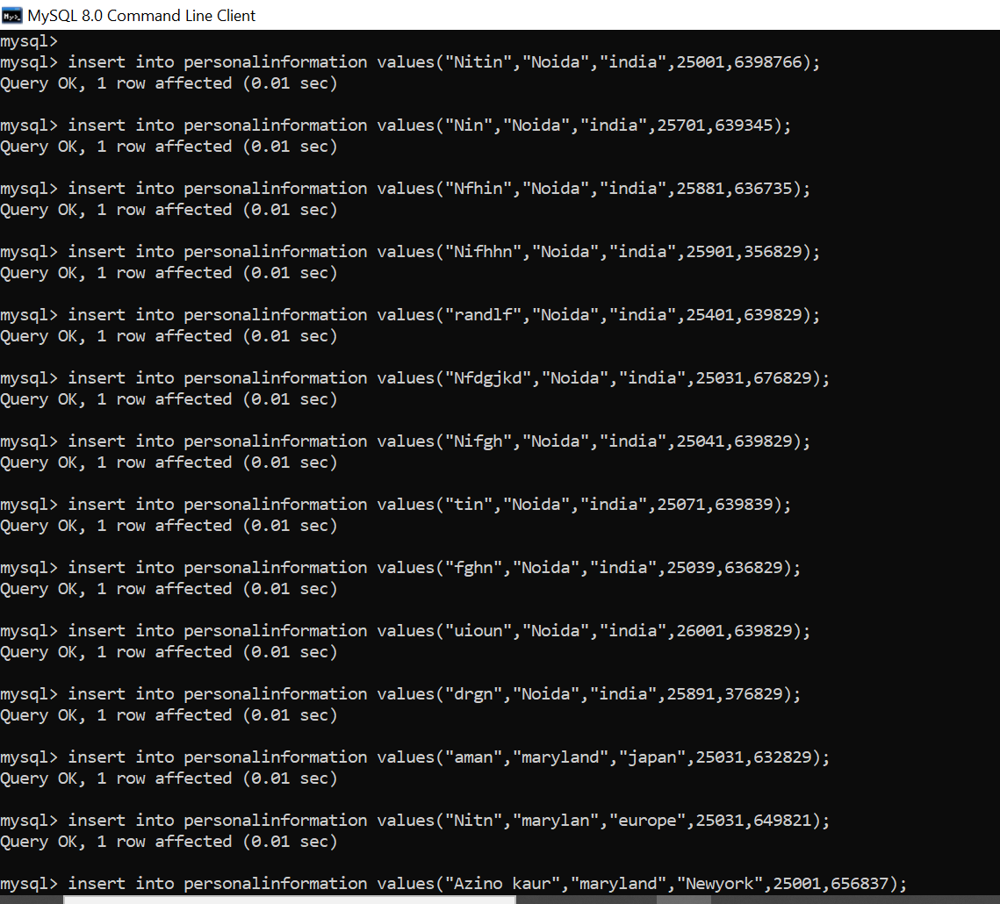 MySQL 8.0 Command Line Client
mysql>
mysql> insert into personalinformation values("Nitin","Noida","india",25001,6398766);
Query OK, 1 row affected (0.01 sec)
mysql> insert into personalinformation values("Nin","Noida","india",25701,639345);
Query OK, 1 row affected (0.01 sec)
mysql> insert into personalinformation values("Nfhin","Noida","india",25881,636735);
Query OK, 1 row affected (0.01 sec)
mysql> insert into personalinformation values("Nifhhn","Noida","india",25901,356829);
Query OK, 1 row affected (0.01 sec)
mysql> insert into personalinformation values("randlf","Noida","india",25401,639829);
Query OK, 1 row affected (0.01 sec)
mysql> insert into personalinformation values("Nfdgjkd","Noida","india",25031,676829);
Query OK, 1 row affected (0.01 sec)
mysql> insert into personalinformation values("Nifgh","Noida","india",25041,639829);
Query OK, 1 row affected (0.01 sec)
mysql> insert into personalinformation values("tin","Noida","india",25071,639839);
Query OK, 1 row affected (0.01 sec)
mysql> insert into personalinformation values("fghn","Noida","india",25039,636829);
Query OK, 1 row affected (0.01 sec)
mysql> insert into personalinformation values("uioun","Noida","india",26001,639829);
Query OK, 1 row affected (0.01 sec)
mysql> insert into personalinformation values("drgn","Noida","india",25891,376829);
Query OK, 1 row affected (0.01 sec)
mysql> insert into personalinformation values("aman","maryland","japan",25031,632829);
Query OK, 1 row affected (0.01 sec)
mysql> insert into personalinformation values("Nitn","marylan","europe",25031,649821);
Query OK, 1 row affected (0.01 sec)
mysql> insert into personalinformation values("Azino kaur","maryland","Newyork",25001,656837);